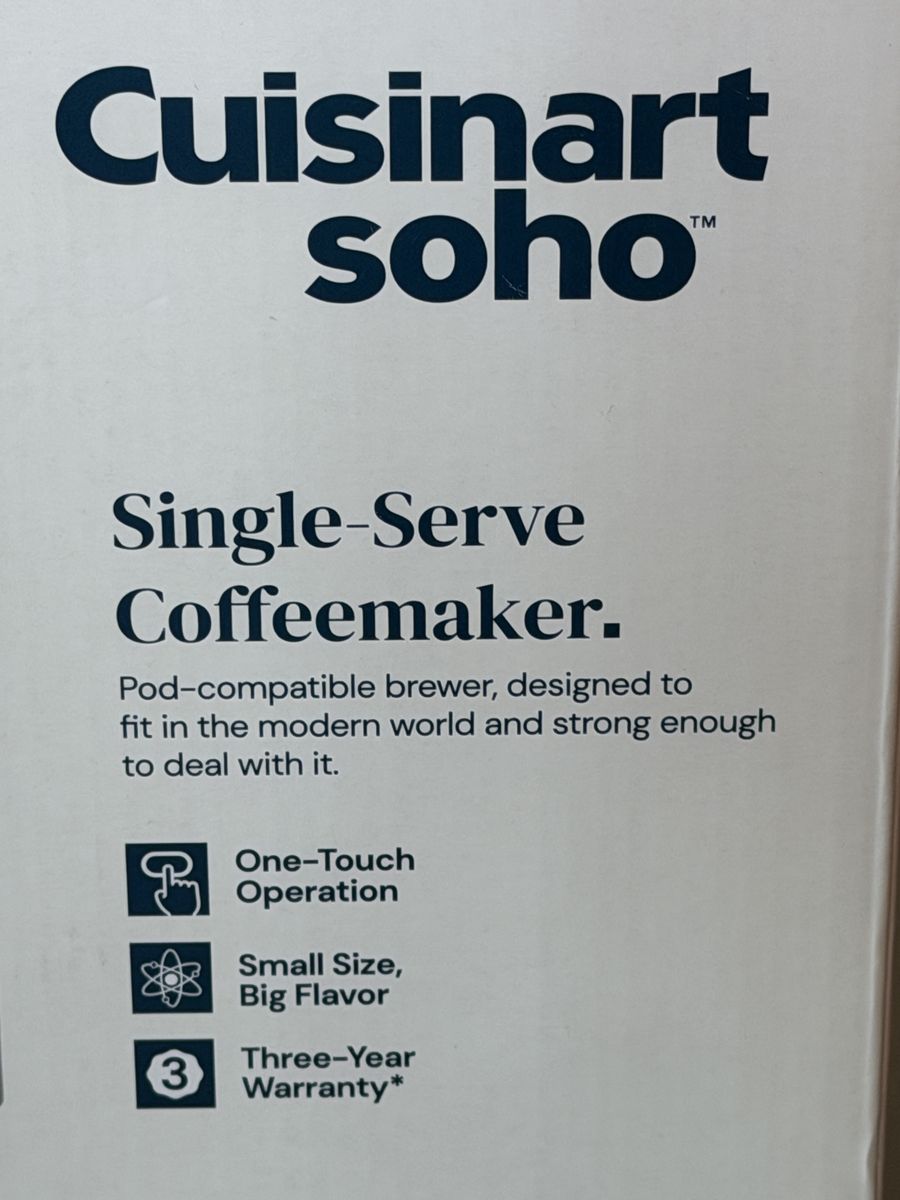 Cuisinart
soho™
Single-Serve
Coffeemaker.
Pod-compatible brewer, designed to
fit in the modern world and strong enough
to deal with it.
One-Touch
Operation
Small Size,
Big Flavor
3
Three-Year
Warranty*